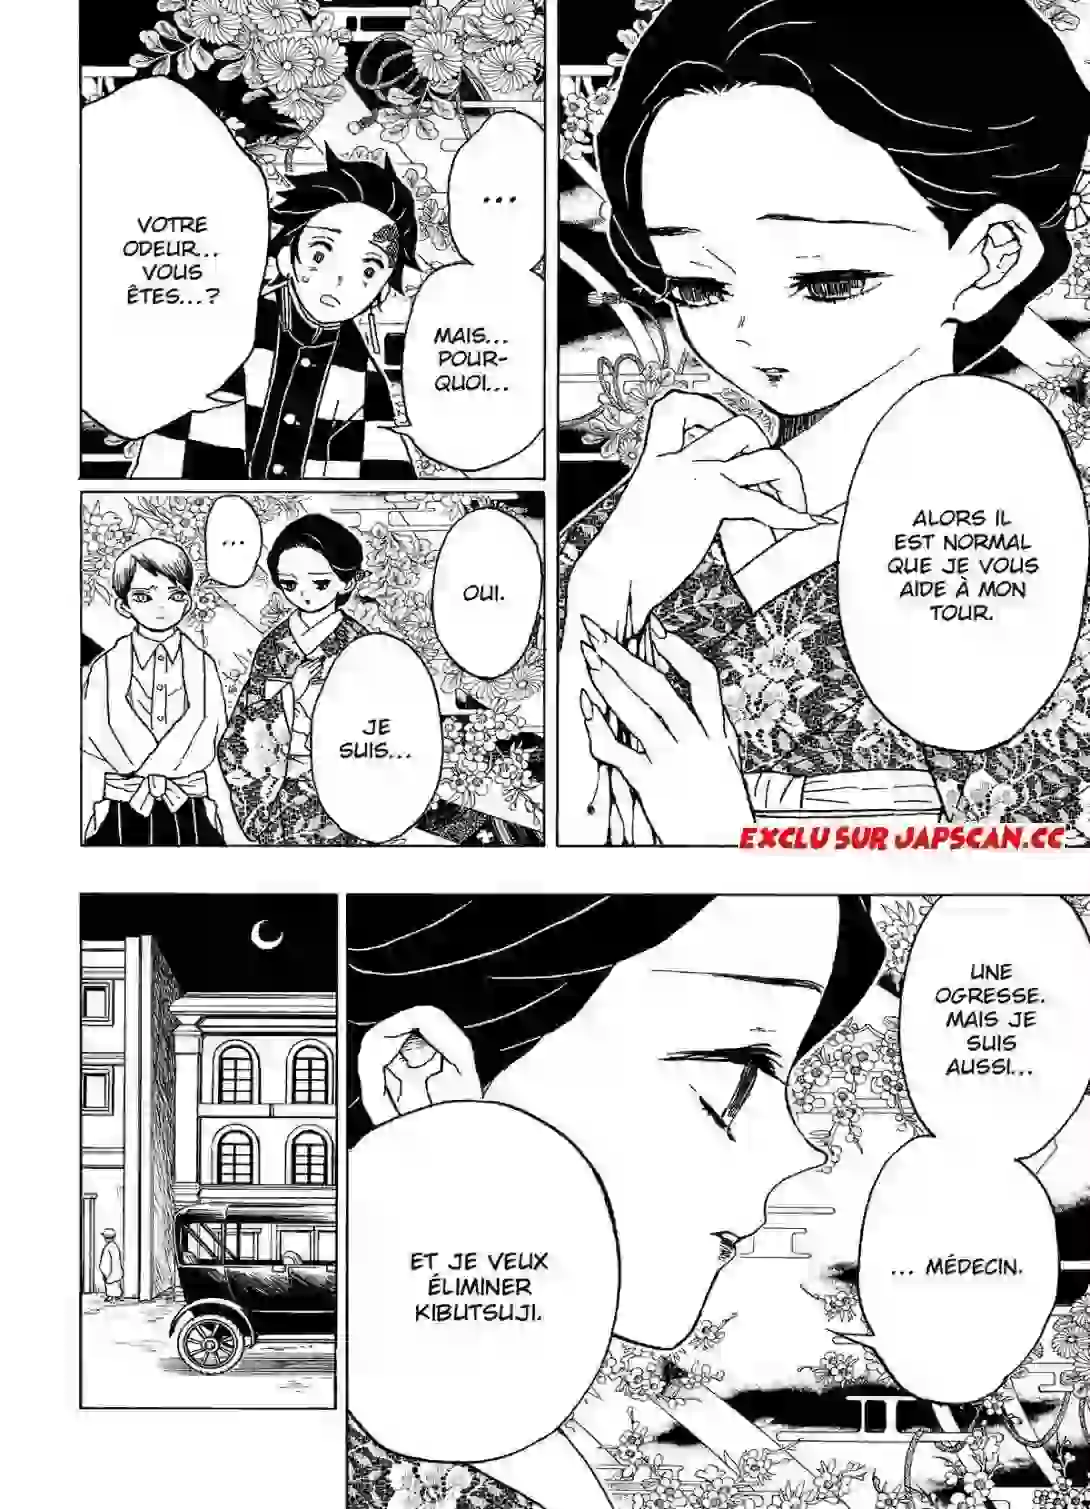 ALORS IL
EST NORMAL
QUE JE VOUS
AIDE À MON
TOUR.
...
MAIS...
POUR-
QUOI...
VOTRE
ODEUR...
VOUS
ÊTES...?
OUI.
JE
SUIS...
...
EXCLU SUR JAPSCAN.CC
UNE
OGRESSE.
MAIS JE
SUIS
AUSSI...
... MÉDECIN.
ET JE VEUX
ÉLIMINER
KIBUTSUJI.